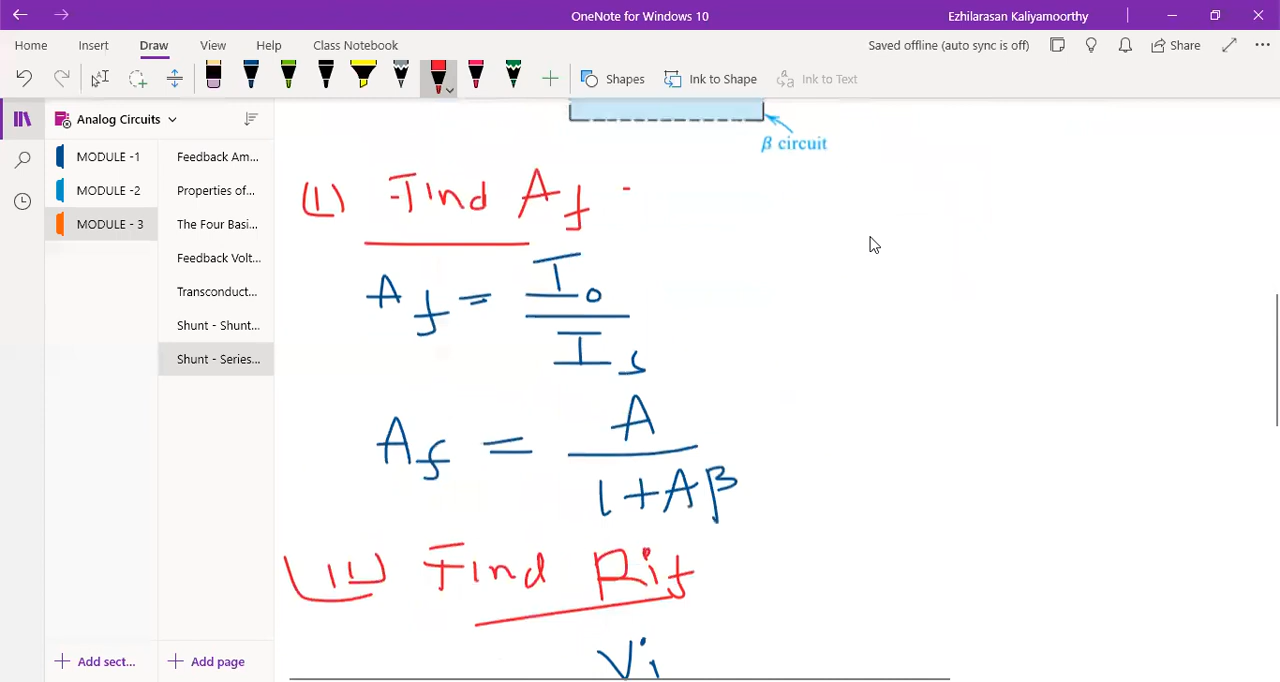 OneNote for Windows 10
Ezhilarasan Kaliyamoorthy
Home Insert Draw View Help Class Notebook
Saved offline (auto sync is off)
Share
Shapes
Ink to Shape
Ink to Text
Analog Circuits
MODULE -1
MODULE -2
MODULE - 3
Feedback Am...
Properties of...
The Four Basi...
Feedback Volt...
Transconduct...
Shunt - Shunt...
Shunt - Series...
Add sect...
Add page
β circuit
(1) Find Af -
Af = Io / Is
Af = A / 1+Aβ
(11) Find Rif
Vi